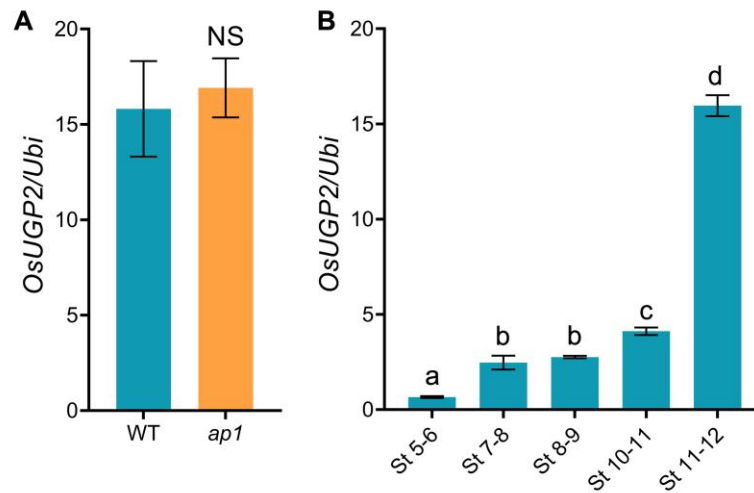 A
OsUGP2/Ubi
20
15
10
5
0
NS
WT
ap1
B
OsUGP2/Ubi
20
15
10
5
0
a
b
b
c
d
St 5-6
St 7-8
St 8-9
St 10-11
St 11-12